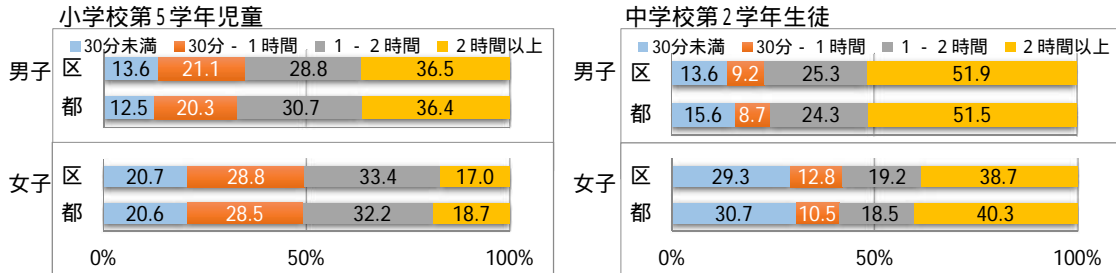 小学校第5学年児童
30分未満 30分 - 1時間 1 - 2時間 2時間以上
男子 区 13.6 21.1 28.8 36.5
都 12.5 20.3 30.7 36.4
女子 区 20.7 28.8 33.4 17.0
都 20.6 28.5 32.2 18.7
0% 50% 100%
中学校第2学年生徒
30分未満 30分 - 1時間 1 - 2時間 2時間以上
男子 区 13.6 9.2 25.3 51.9
都 15.6 8.7 24.3 51.5
女子 区 29.3 12.8 19.2 38.7
都 30.7 10.5 18.5 40.3
0% 50% 100%